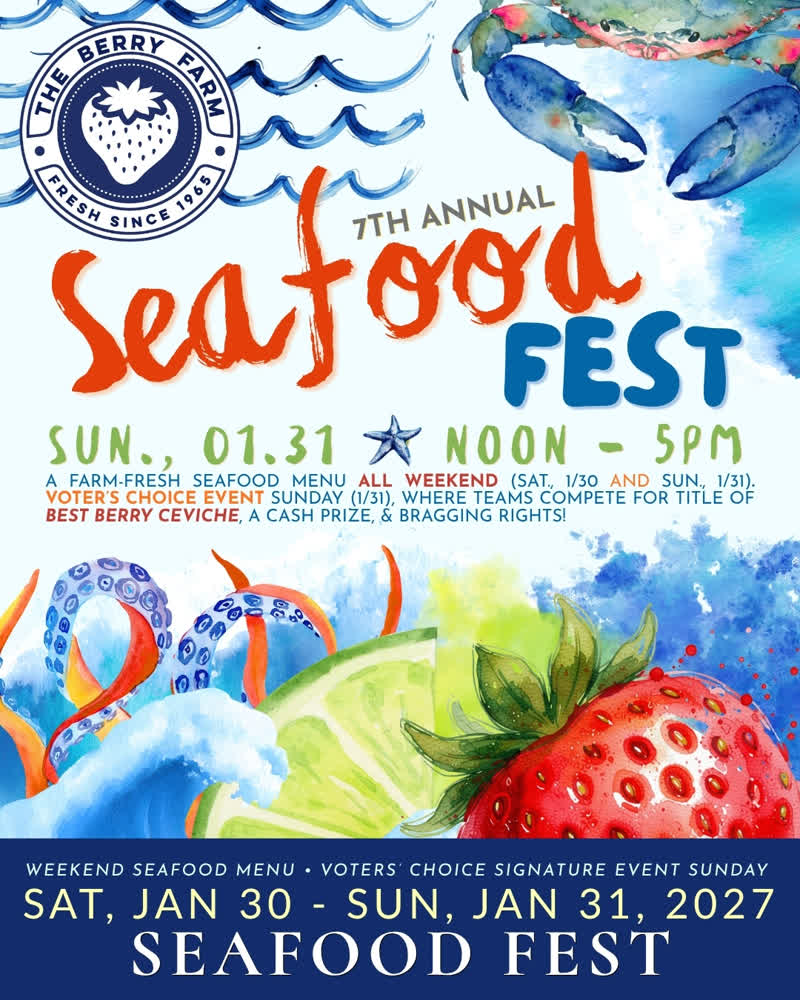 THE BERRY FARM
FRESH SINCE 1965
7TH ANNUAL
Seafood
FEST
SUN., 01.31 NOON - 5PM
A FARM-FRESH SEAFOOD MENU ALL WEEKEND (SAT., 1/30 AND SUN., 1/31).
VOTER'S CHOICE EVENT SUNDAY (1/31), WHERE TEAMS COMPETE FOR TITLE OF
BEST BERRY CEVICHE, A CASH PRIZE, & BRAGGING RIGHTS!
WEEKEND SEAFOOD MENU • VOTERS' CHOICE SIGNATURE EVENT SUNDAY
SAT, JAN 30 - SUN, JAN 31, 2027
SEAFOOD FEST